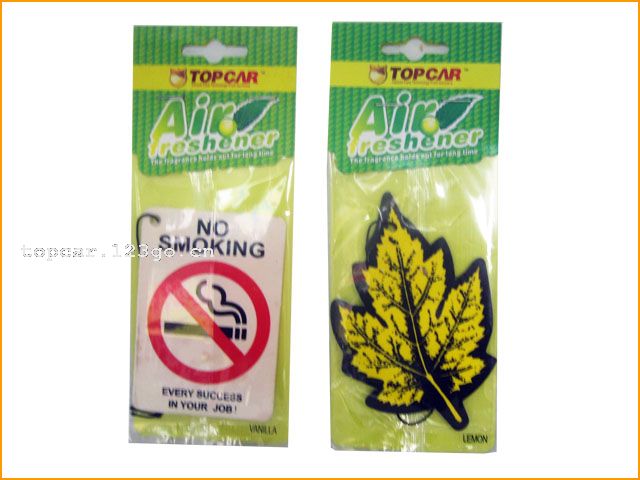 TOPCAR
Air
freshener
The fragrance holds out for long time
NO
SMOKING
EVERY SUCCESS
IN YOUR JOB!
VANILLA
TOPCAR
Air
freshener
The fragrance holds out for long time
LEMON
topcar.123go.cn